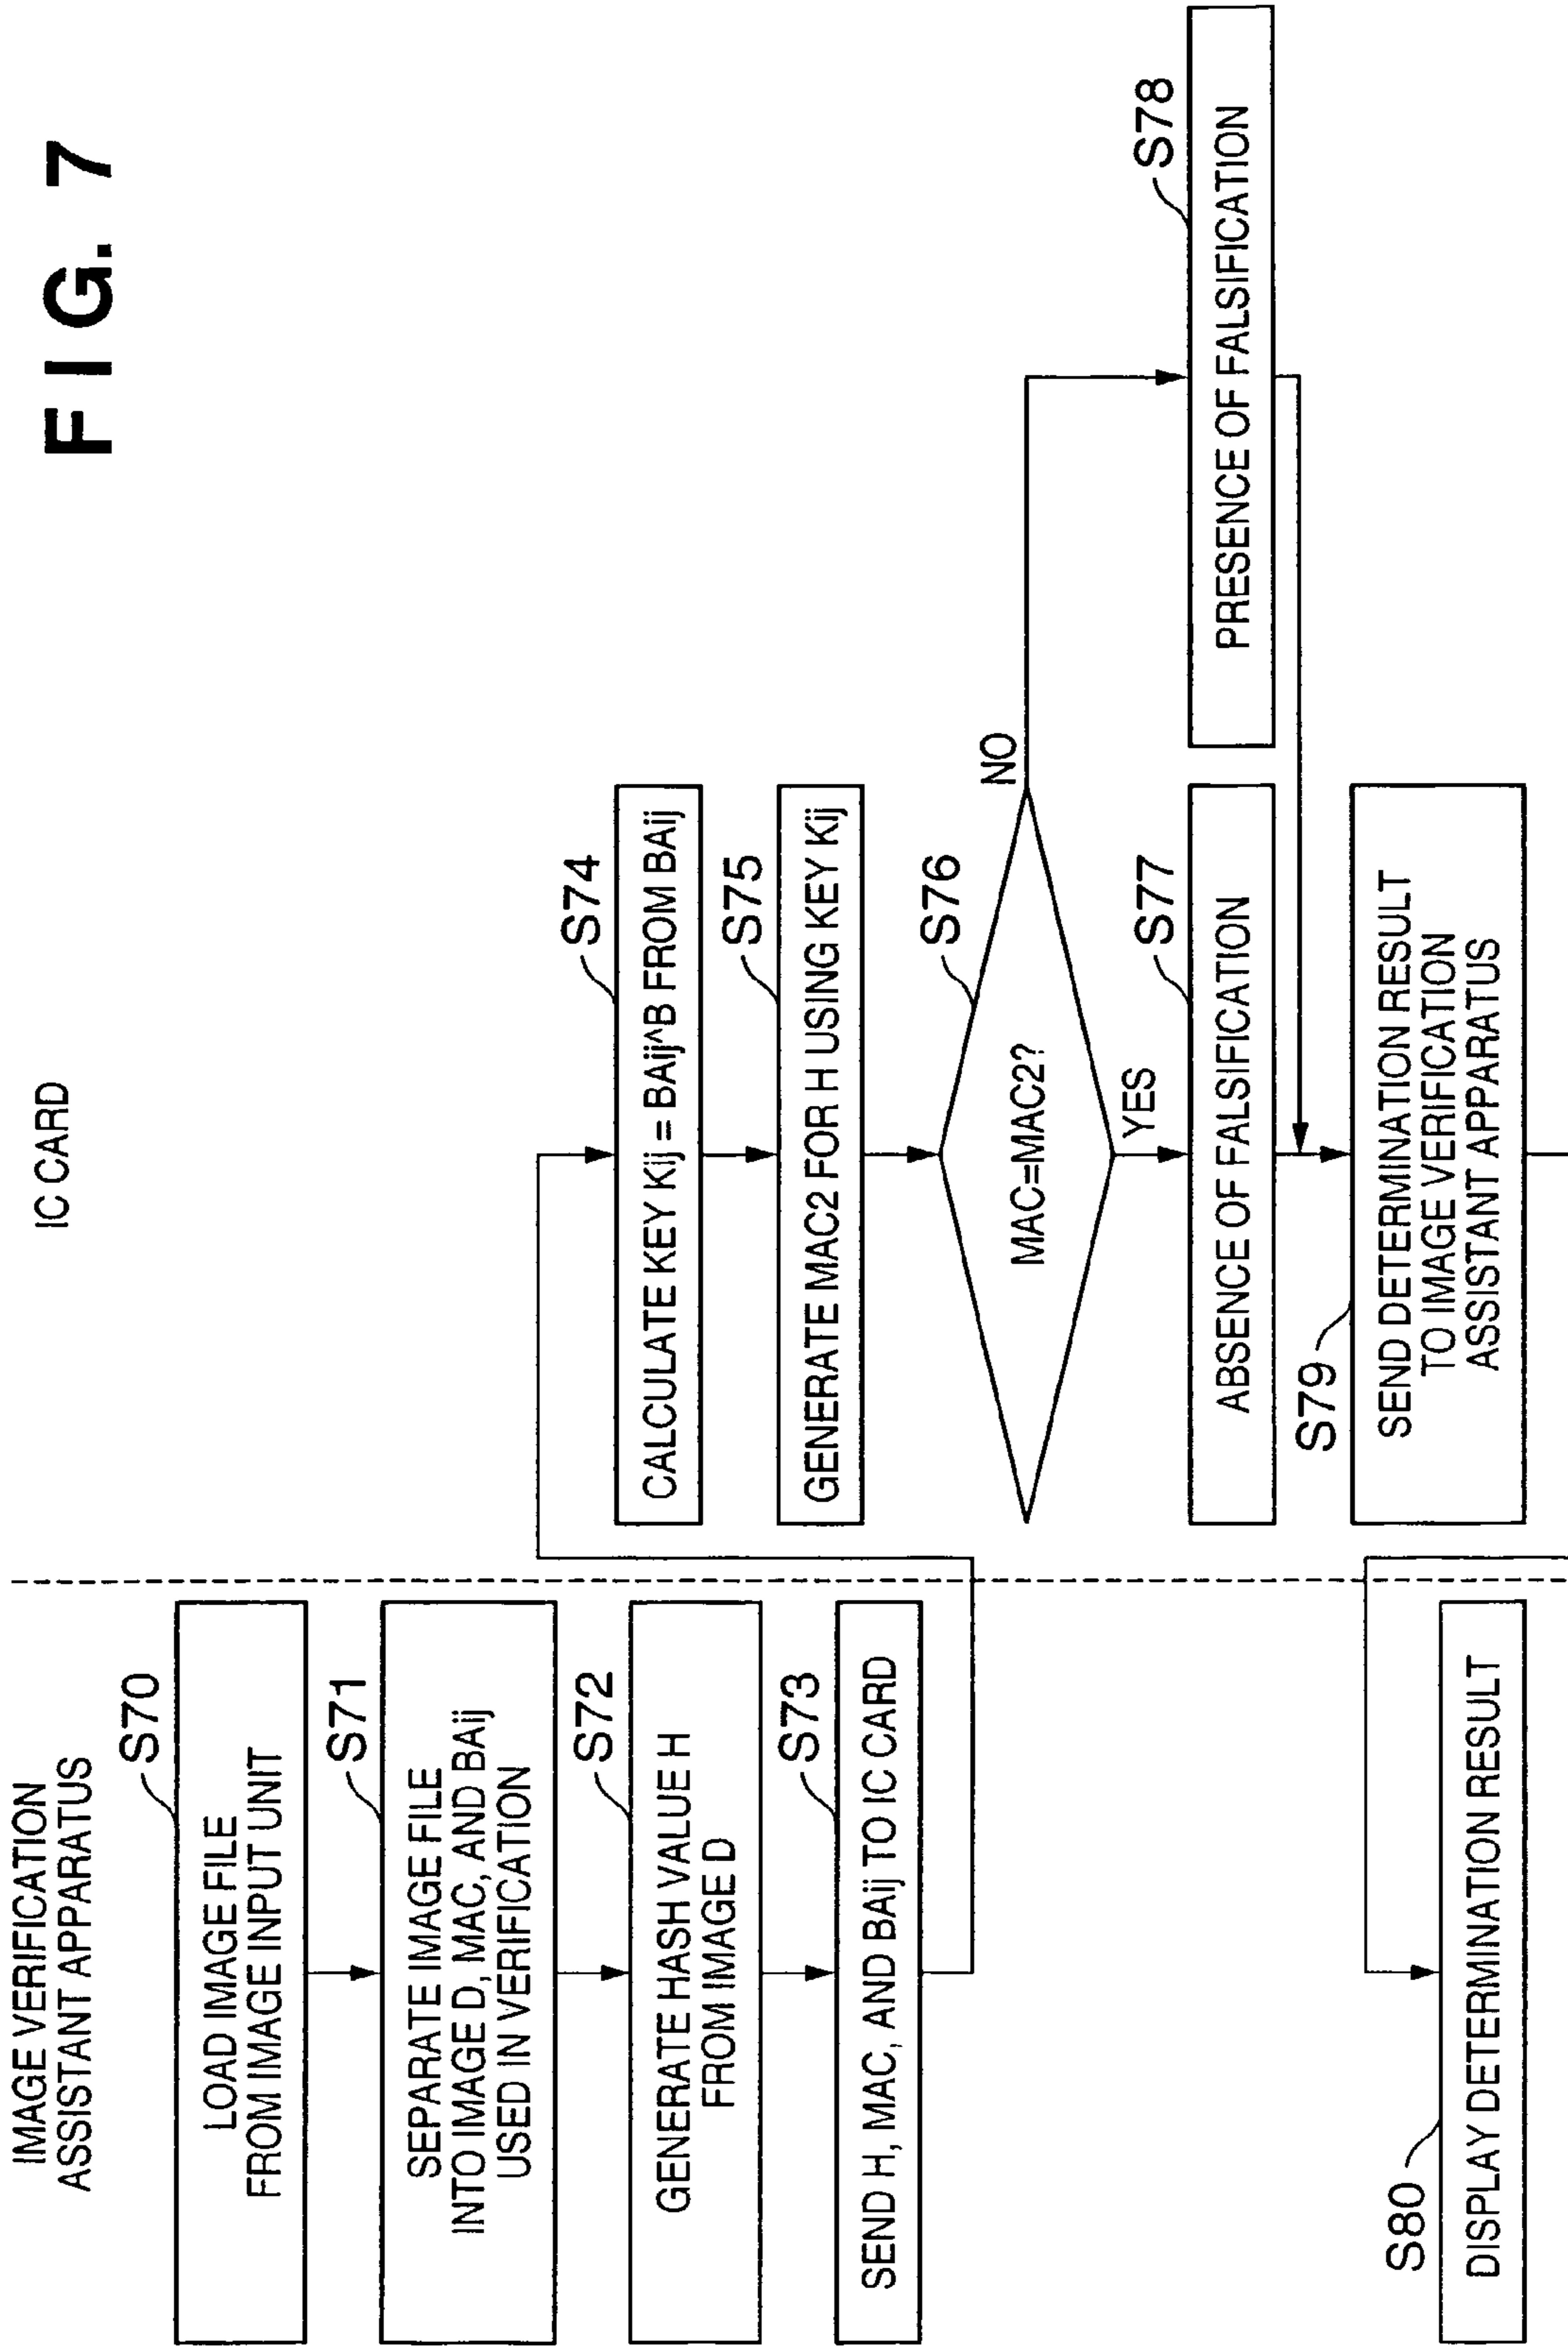 FIG. 7
IMAGE VERIFICATION
ASSISTANT APPARATUS
IC CARD
S70
LOAD IMAGE FILE
FROM IMAGE INPUT UNIT
S71
SEPARATE IMAGE FILE
INTO IMAGE D, MAC, AND BAij
USED IN VERIFICATION
S72
GENERATE HASH VALUE H
FROM IMAGE D
S73
SEND H, MAC, AND BAij TO IC CARD
S74
CALCULATE KEY Kij = BAij^B FROM BAij
S75
GENERATE MAC2 FOR H USING KEY Kij
S76
MAC=MAC2?
NO
YES
S77
ABSENCE OF FALSIFICATION
S78
PRESENCE OF FALSIFICATION
S79
SEND DETERMINATION RESULT
TO IMAGE VERIFICATION
ASSISTANT APPARATUS
S80
DISPLAY DETERMINATION RESULT